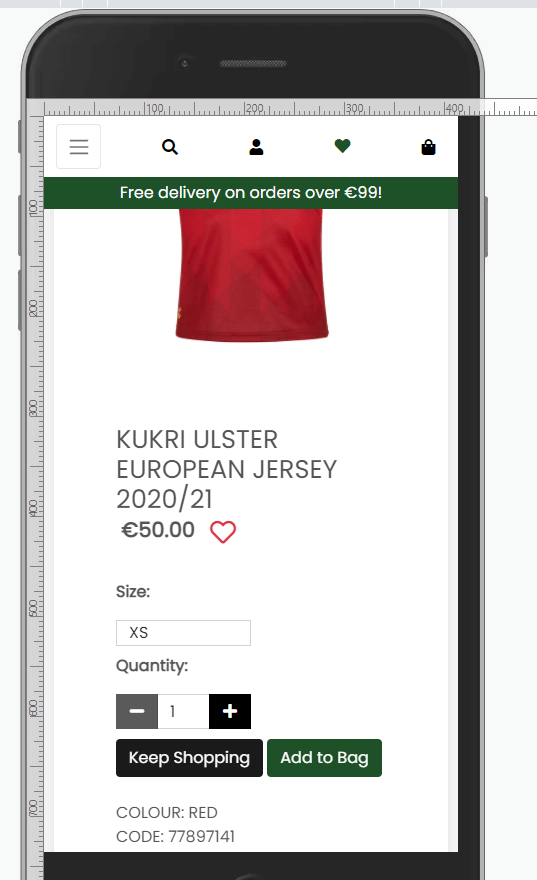 100 200 300 400
Free delivery on orders over €99!
100
200
300
KUKRI ULSTER
EUROPEAN JERSEY
2020/21
400
€50.00
Size:
500
XS
Quantity:
600
1
Keep Shopping Add to Bag
700
COLOUR: RED
CODE: 77897141